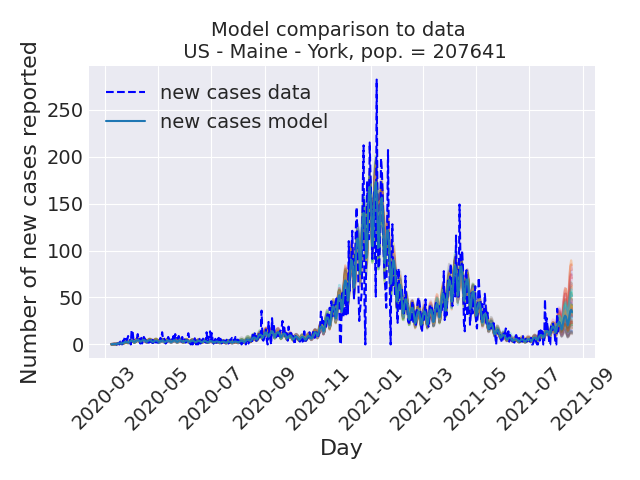 Model comparison to data
US - Maine - York, pop. = 207641
new cases data
new cases model
Number of new cases reported
250
200
150
100
50
0
2020-03
2020-05
2020-07
2020-09
2020-11
2021-01
2021-03
2021-05
2021-07
2021-09
Day